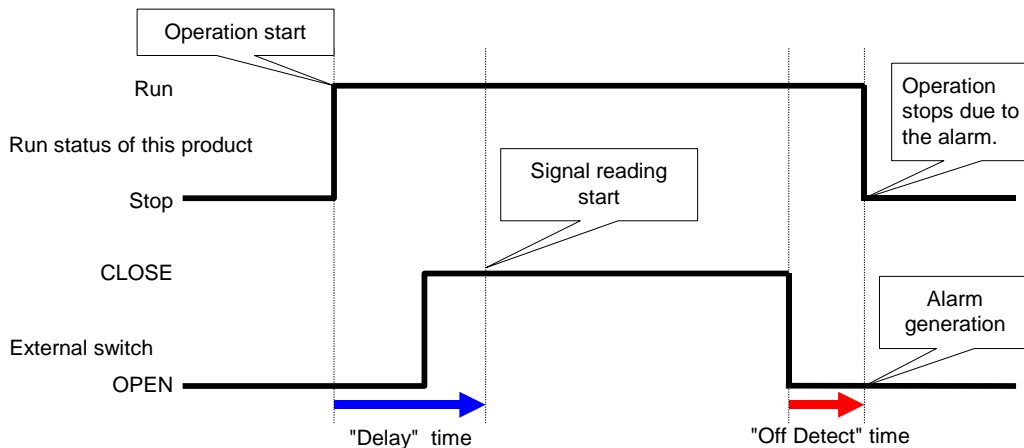 Operation start
Run
Operation
stops due to
the alarm.
Run status of this product
Signal reading
start
Stop
CLOSE
Alarm
generation
External switch
OPEN
"Delay" time
"Off Detect" time